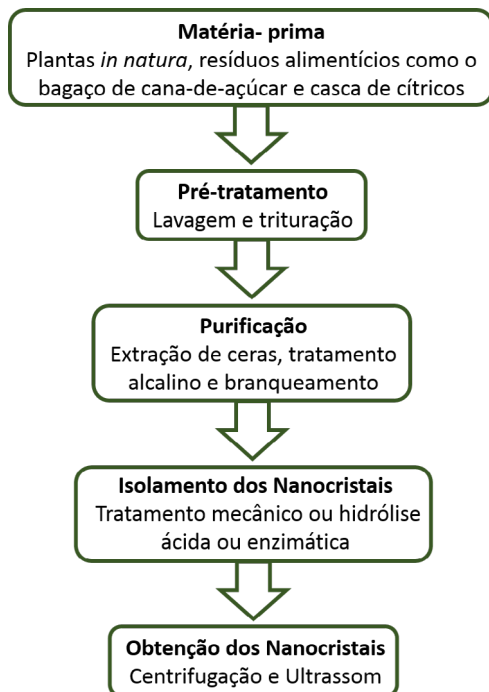 Matéria- prima
Plantas in natura, resíduos alimentícios como o
bagaço de cana-de-açúcar e casca de cítricos
Pré-tratamento
Lavagem e trituração
Purificação
Extração de ceras, tratamento
alcalino e branqueamento
Isolamento dos Nanocristais
Tratamento mecânico ou hidrólise
ácida ou enzimática
Obtenção dos Nanocristais
Centrifugação e Ultrassom